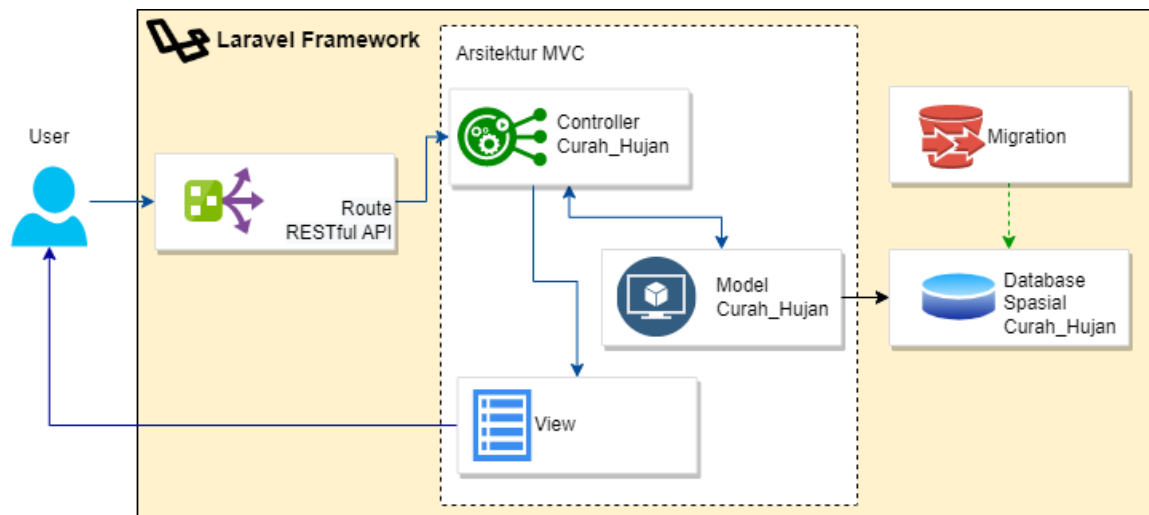 Laravel Framework
Arsitektur MVC
User
Route
RESTful API
Controller
Curah_Hujan
Migration
Model
Curah_Hujan
Database
Spasial
Curah_Hujan
View